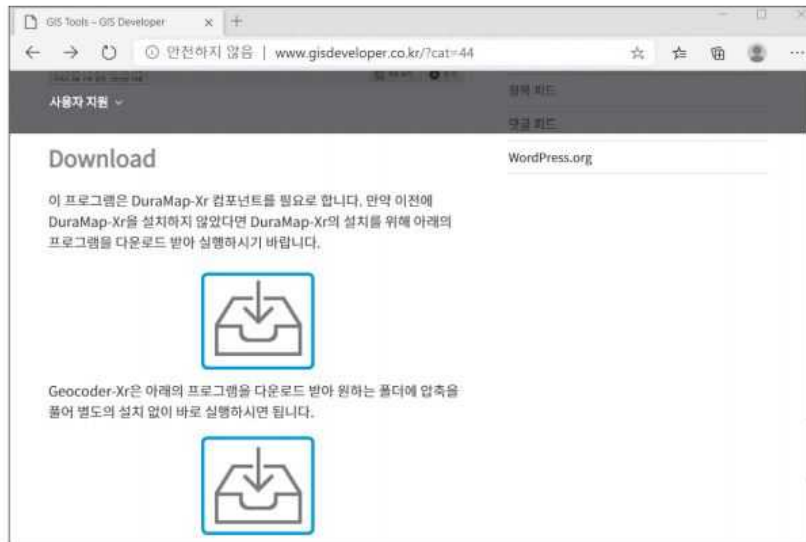 GIS Tools – GIS Developer
안전하지 않음 | www.gisdeveloper.co.kr/?cat=44
사용자 지원
항목 피드
댓글 피드
WordPress.org
Download
이 프로그램은 DuraMap-Xr 컴포넌트를 필요로 합니다. 만약 이전에
DuraMap-Xr을 설치하지 않았다면 DuraMap-Xr의 설치를 위해 아래의
프로그램을 다운로드 받아 실행하시기 바랍니다.
Geocoder-Xr은 아래의 프로그램을 다운로드 받아 원하는 폴더에 압축을
풀어 별도의 설치 없이 바로 실행하시면 됩니다.